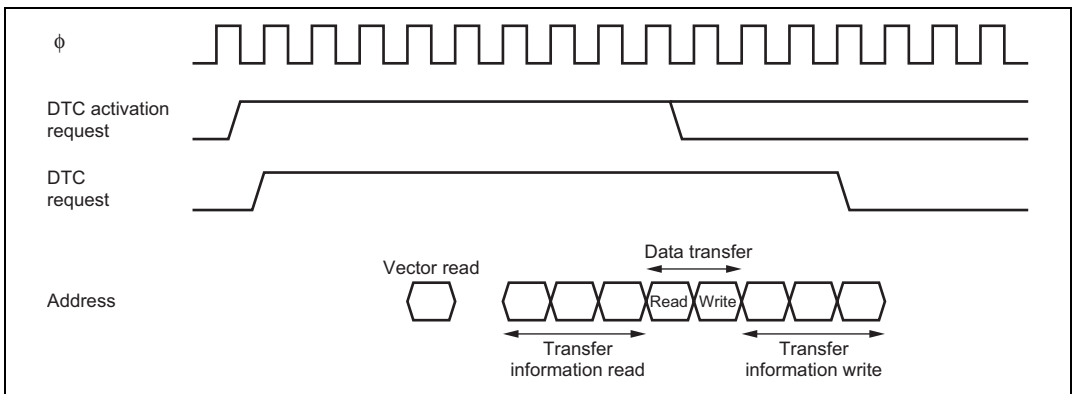 ϕ
DTC activation
request
DTC
request
Data transfer
Vector read
Address
Read
Write
Transfer
information read
Transfer
information write